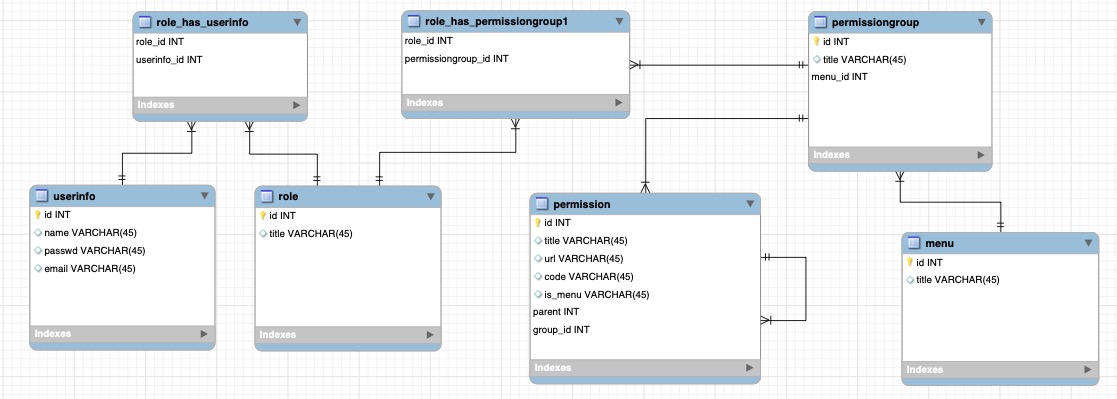 role_has_userinfo
role_id INT
userinfo_id INT
Indexes
role_has_permissiongroup1
role_id INT
permissiongroup_id INT
Indexes
permissiongroup
id INT
title VARCHAR(45)
menu_id INT
Indexes
userinfo
id INT
name VARCHAR(45)
passwd VARCHAR(45)
email VARCHAR(45)
Indexes
role
id INT
title VARCHAR(45)
Indexes
permission
id INT
title VARCHAR(45)
url VARCHAR(45)
code VARCHAR(45)
is_menu VARCHAR(45)
parent INT
group_id INT
Indexes
menu
id INT
title VARCHAR(45)
Indexes